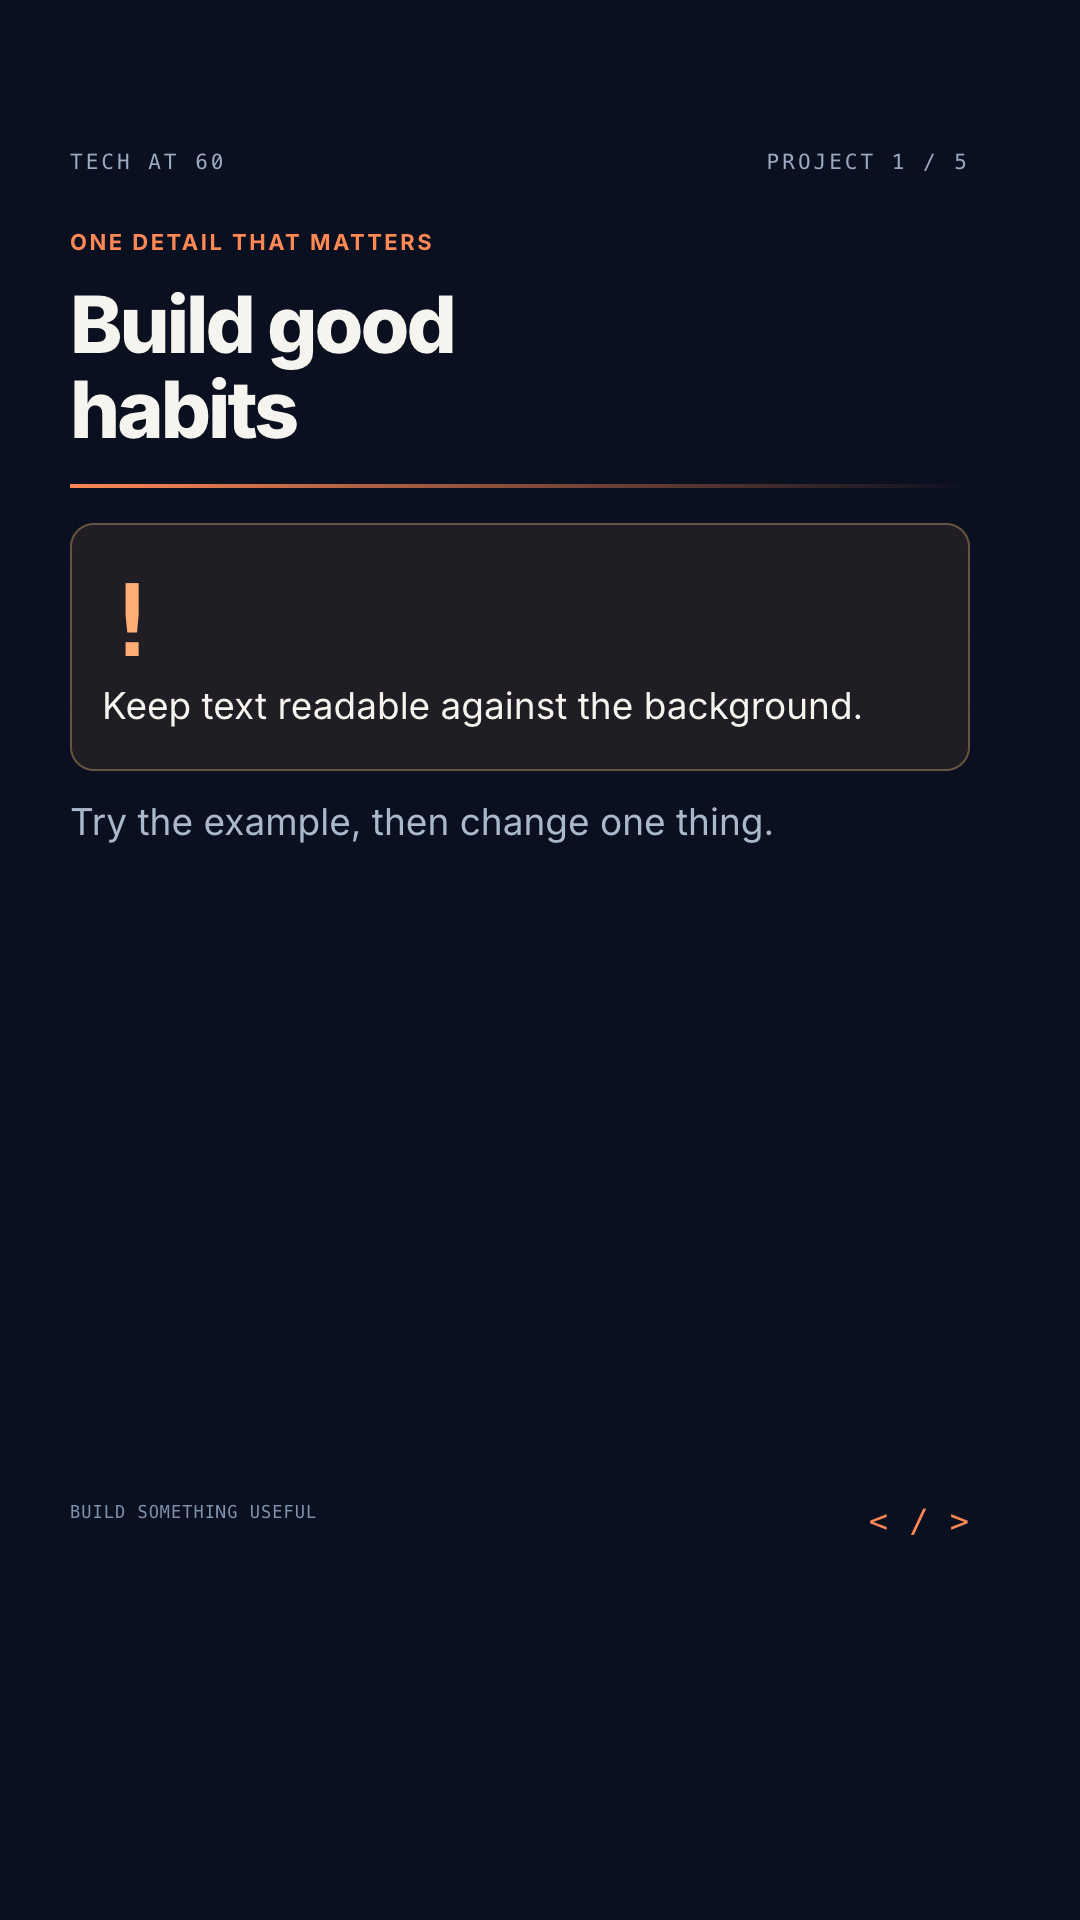 TECH AT 60
PROJECT 1 / 5
ONE DETAIL THAT MATTERS
Build good
habits
!
Keep text readable against the background.
Try the example, then change one thing.
BUILD SOMETHING USEFUL
< / >